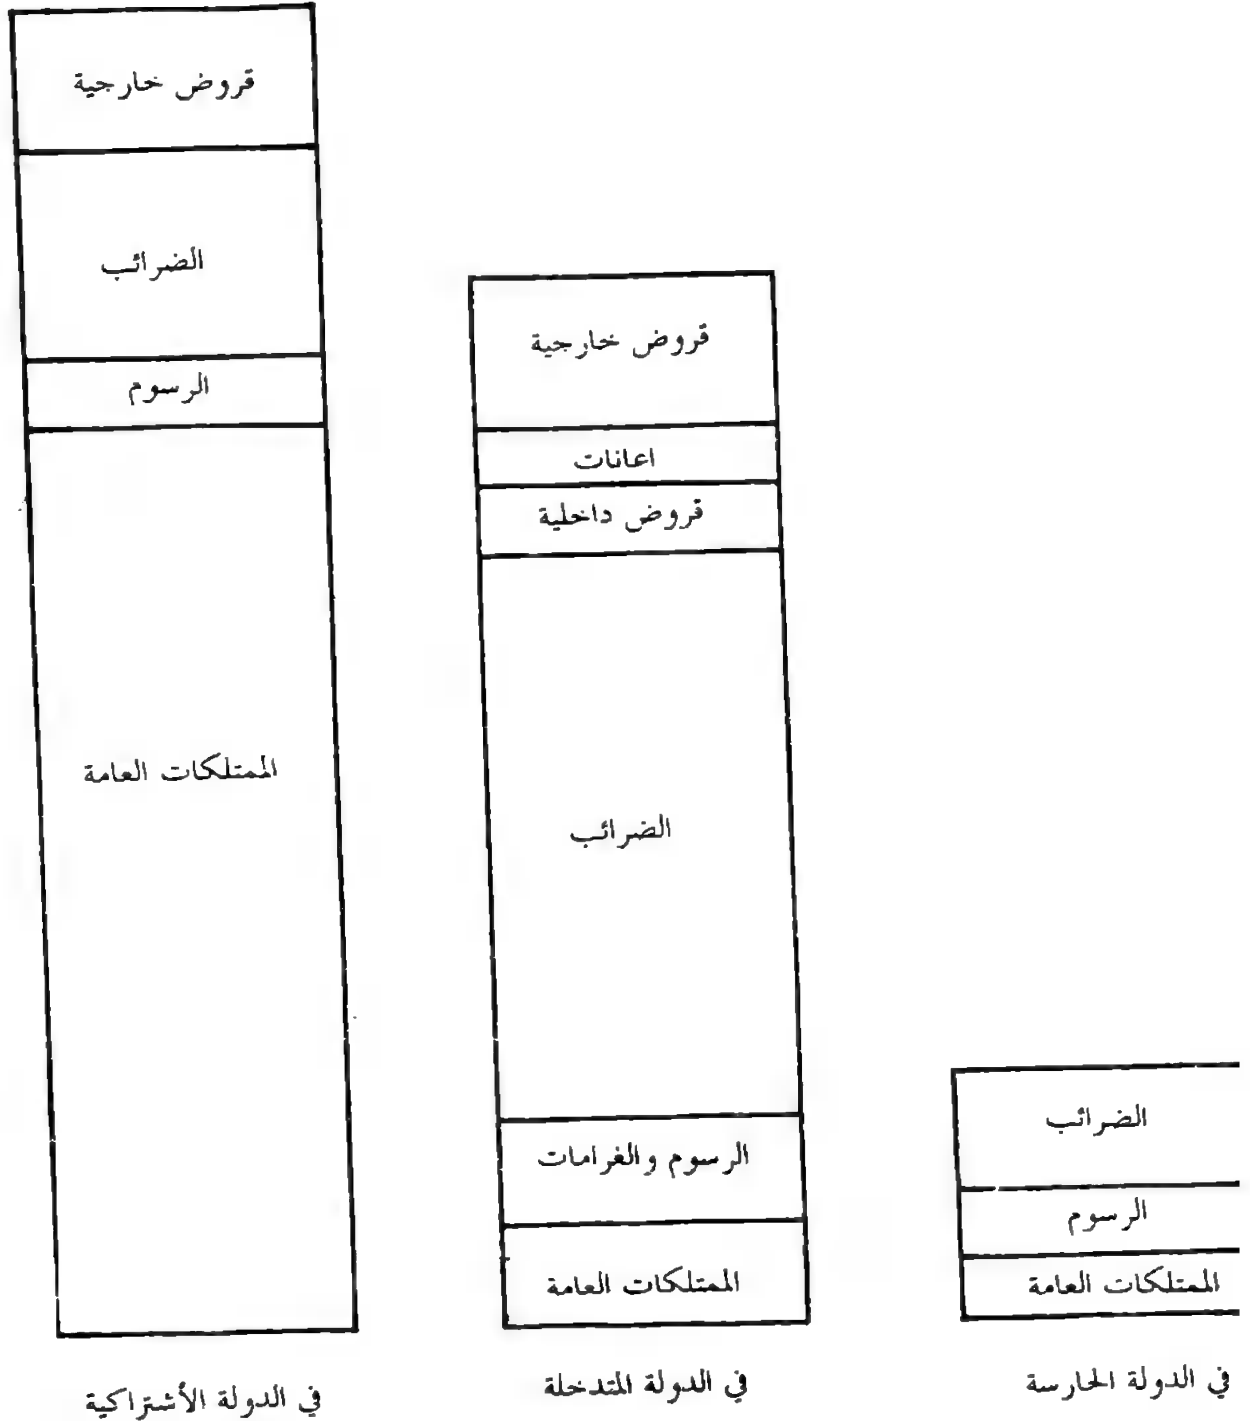 الضرائب
الرسوم
الممتلكات العامة
في الدولة الحارسة
قروض خارجية
اعانات
قروض داخلية
الضرائب
الرسوم والغرامات
الممتلكات العامة
في الدولة المتدخلة
قروض خارجية
الضرائب
الرسوم
الممتلكات العامة
في الدولة الأشتراكية